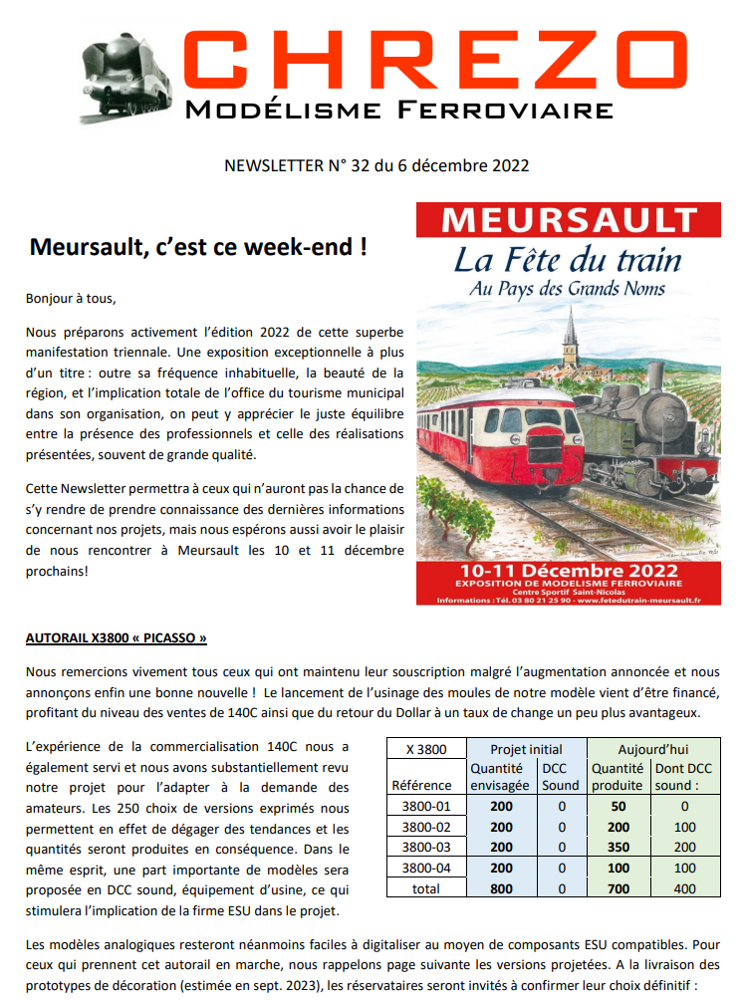 CHREZO
MODÉLISME FERROVIAIRE
NEWSLETTER N° 32 du 6 décembre 2022
Meursault, c’est ce week-end !
Bonjour à tous,
Nous préparons activement l’édition 2022 de cette superbe
manifestation triennale. Une exposition exceptionnelle à plus
d’un titre : outre sa fréquence inhabituelle, la beauté de la
région, et l’implication totale de l’office du tourisme municipal
dans son organisation, on peut y apprécier le juste équilibre
entre la présence des professionnels et celle des réalisations
présentées, souvent de grande qualité.
Cette Newsletter permettra à ceux qui n’auront pas la chance de
s’y rendre de prendre connaissance des dernières informations
concernant nos projets, mais nous espérons aussi avoir le plaisir
de nous rencontrer à Meursault les 10 et 11 décembre
prochains!
MEURSAULT
La Fête du train
Au Pays des Grands Noms
10-11 Décembre 2022
EXPOSITION DE MODELISME FERROVIAIRE
Centre Sportif Saint-Nicolas
Informations : Tél. 03 80 21 25 90 - www.fetedutrain-meursault.fr
AUTORAIL X3800 « PICASSO »
Nous remercions vivement tous ceux qui ont maintenu leur souscription malgré l’augmentation annoncée et nous
annonçons enfin une bonne nouvelle ! Le lancement de l’usinage des moules de notre modèle vient d’être financé,
profitant du niveau des ventes de 140C ainsi que du retour du Dollar à un taux de change un peu plus avantageux.
L’expérience de la commercialisation 140C nous a
également servi et nous avons substantiellement revu
notre projet pour l’adapter à la demande des
amateurs. Les 250 choix de versions exprimés nous
permettent en effet de dégager des tendances et les
quantités seront produites en conséquence. Dans le
même esprit, une part importante de modèles sera
proposée en DCC sound, équipement d’usine, ce qui
stimulera l’implication de la firme ESU dans le projet.
X 3800 Projet initial Aujourd’hui
Référence Quantité envisagée DCC Sound Quantité produite Dont DCC sound :
3800-01 200 0 50 0
3800-02 200 0 200 100
3800-03 200 0 350 200
3800-04 200 0 100 100
total 800 0 700 400
Les modèles analogiques resteront néanmoins faciles à digitaliser au moyen de composants ESU compatibles. Pour
ceux qui prennent cet autorail en marche, nous rappelons page suivante les versions projetées. A la livraison des
prototypes de décoration (estimée en sept. 2023), les réservataires seront invités à confirmer leur choix définitif :